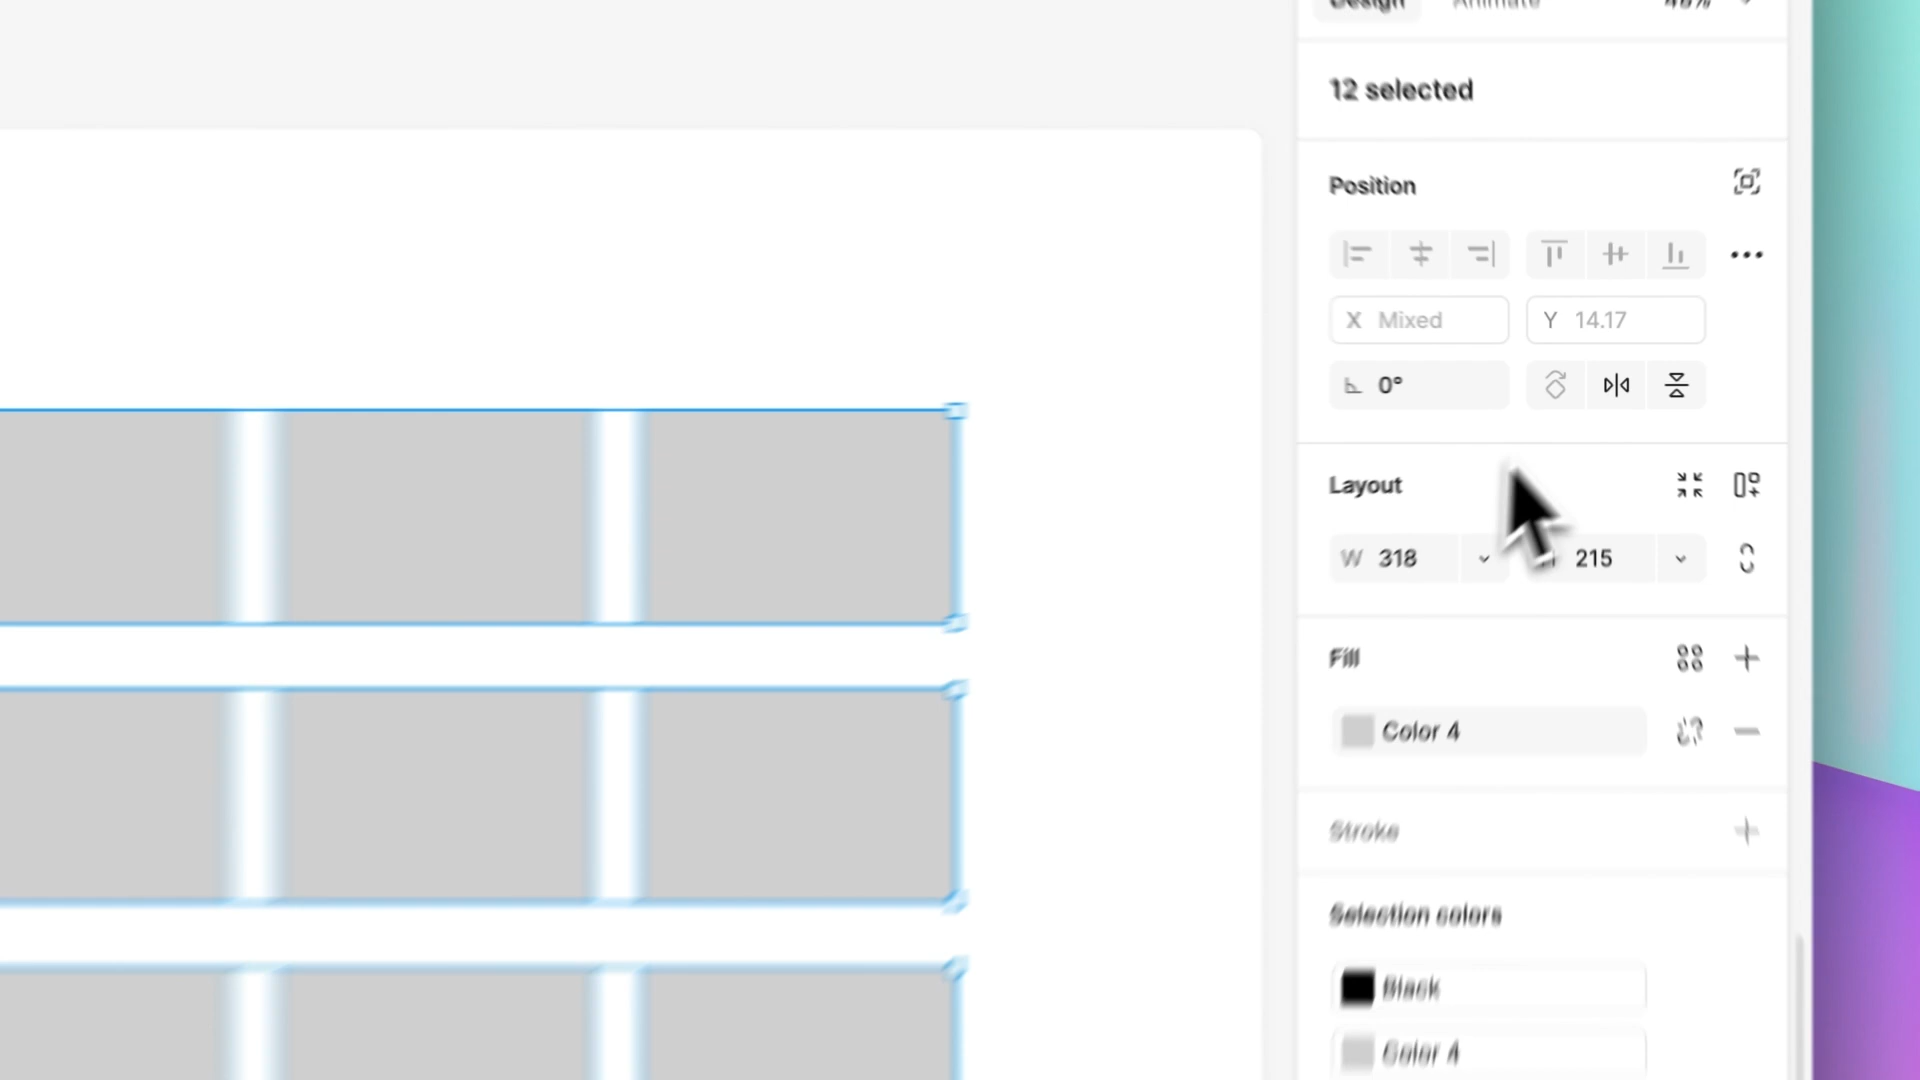 Design Animate 46%
12 selected
Position
X Mixed Y 14.17
0°
Layout
W 318 H 215
Fill
Color 4
Stroke
Selection colors
Black
Color 4